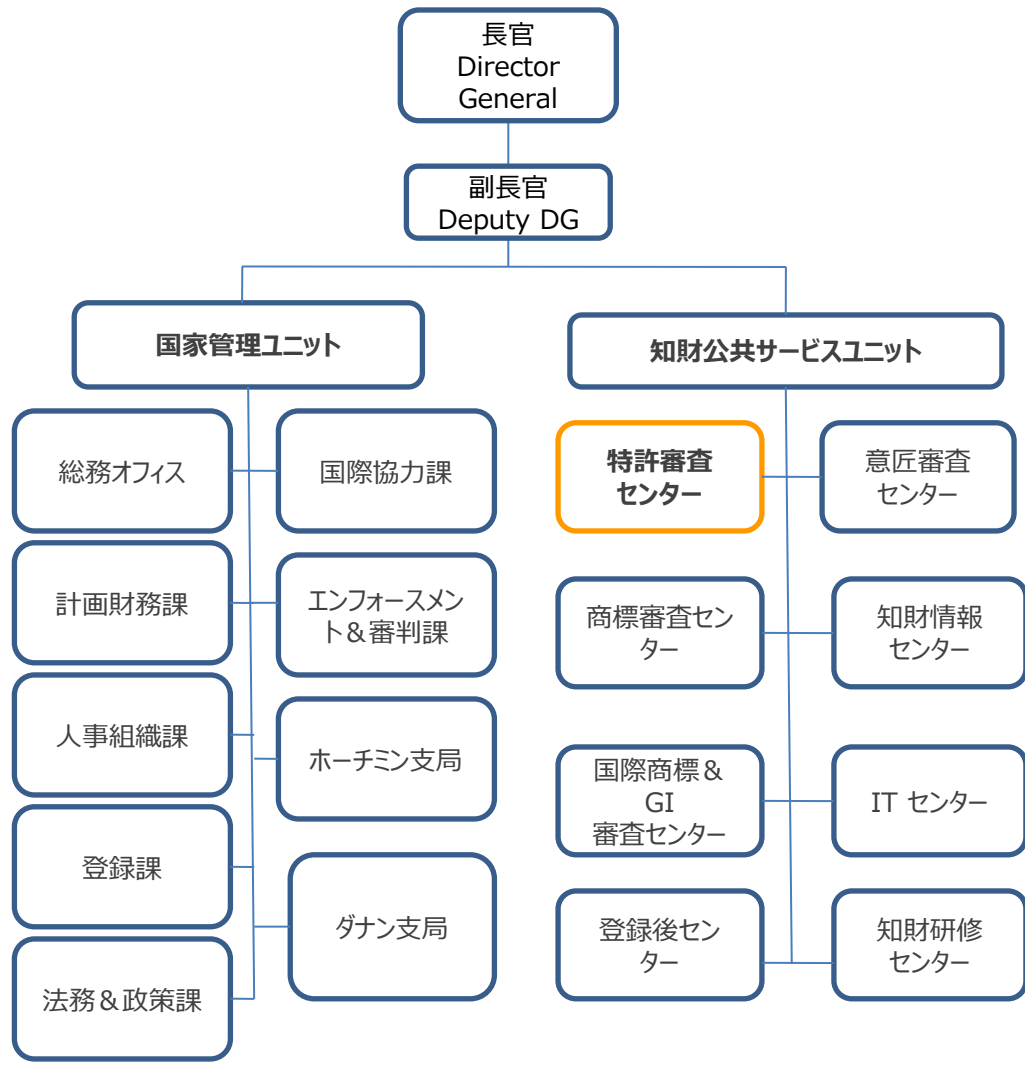 長官
Director
General
副長官
Deputy DG
国家管理ユニット
知財公共サービスユニット
総務オフィス
国際協力課
特許審査
センター
意匠審査
センター
計画財務課
エンフォースメン
ト＆審判課
商標審査セン
ター
知財情報
センター
人事組織課
ホーチミン支局
国際商標＆
GI
審査センター
IT センター
登録課
ダナン支局
登録後セン
ター
知財研修
センター
法務＆政策課